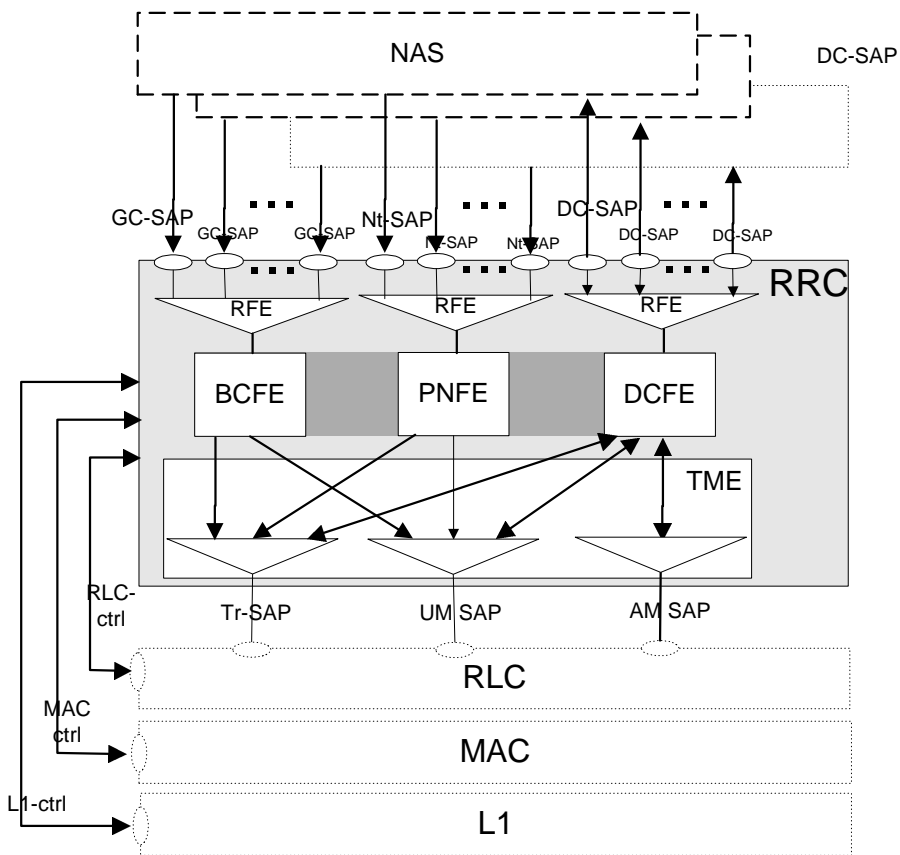 NAS
DC-SAP
GC-SAP
GC-SAP
GC-SAP
Nt-SAP
Nt-SAP
Nt-SAP
DC-SAP
DC-SAP
DC-SAP
RRC
RFE
RFE
RFE
BCFE
PNFE
DCFE
TME
RLC-
ctrl
Tr-SAP
UM SAP
AM SAP
RLC
MAC
ctrl
MAC
L1-ctrl
L1